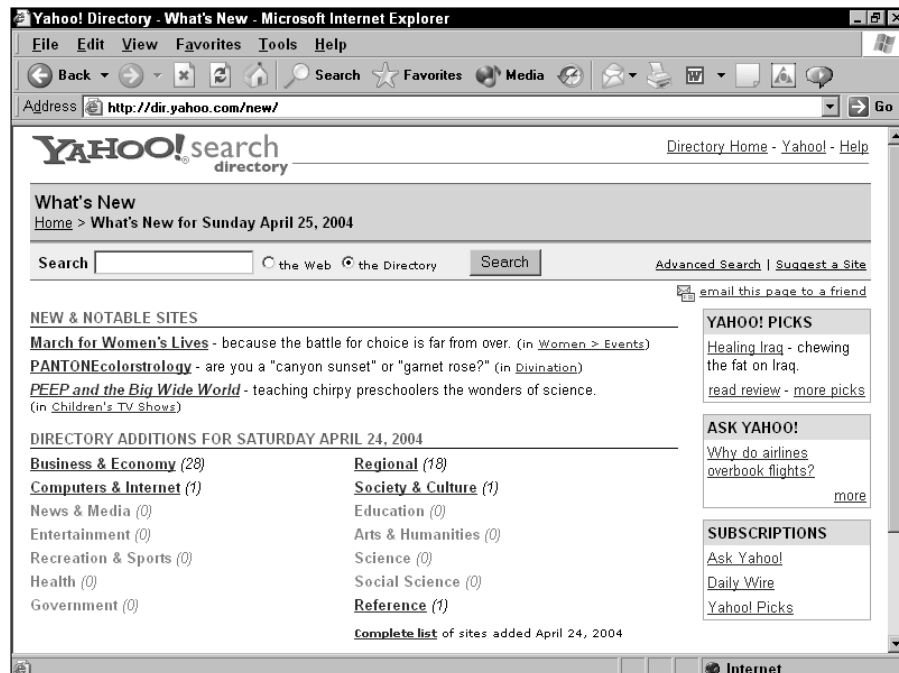 Yahoo! Directory - What's New - Microsoft Internet Explorer
File Edit View Favorites Tools Help
Back Search Favorites Media W
Address http://dir.yahoo.com/new/ Go
YAHOO!® search
directory
Directory Home - Yahoo! - Help
What's New
Home > What's New for Sunday April 25, 2004
Search the Web the Directory Search Advanced Search | Suggest a Site
email this page to a friend
NEW & NOTABLE SITES
March for Women's Lives - because the battle for choice is far from over. (in Women > Events)
PANTONEcolorstrology - are you a "canyon sunset" or "garnet rose?" (in Divination)
PEEP and the Big Wide World - teaching chirpy preschoolers the wonders of science.
(in Children's TV Shows)
DIRECTORY ADDITIONS FOR SATURDAY APRIL 24, 2004
Business & Economy (28)
Computers & Internet (1)
News & Media (0)
Entertainment (0)
Recreation & Sports (0)
Health (0)
Government (0)
Regional (18)
Society & Culture (1)
Education (0)
Arts & Humanities (0)
Science (0)
Social Science (0)
Reference (1)
Complete list of sites added April 24, 2004
YAHOO! PICKS
Healing Iraq - chewing
the fat on Iraq.
read review - more picks
ASK YAHOO!
Why do airlines
overbook flights?
more
SUBSCRIPTIONS
Ask Yahoo!
Daily Wire
Yahoo! Picks
Internet